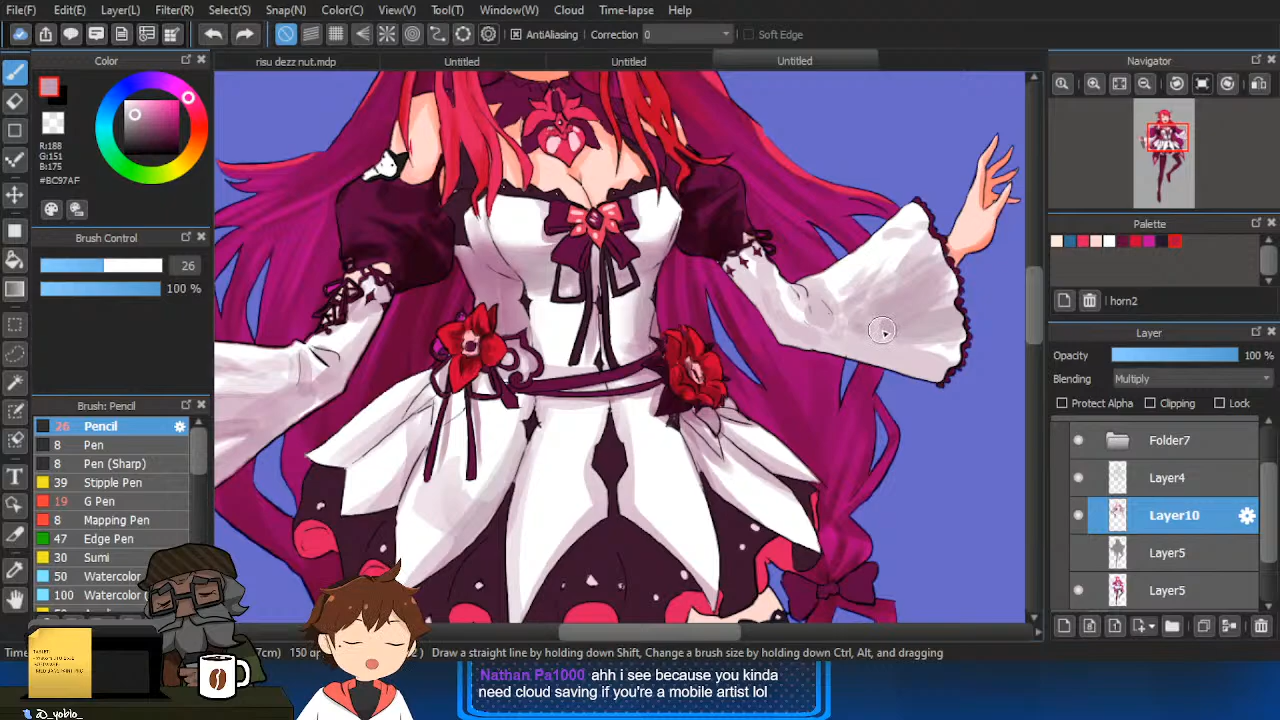 File(F) Edit(E) Layer(L) Filter(R) Select(S) Snap(N) Color(C) View(V) Tool(T) Window(W) Cloud Time-lapse Help
AntiAliasing Correction 0 Soft Edge
Color
risu dezz nut.mdp Untitled Untitled Untitled
Navigator
R:188
G:151
B:175
#BC97AF
Brush Control
26
100 %
Palette
horn2
Layer
Opacity 100 %
Blending Multiply
Protect Alpha Clipping Lock
Brush: Pencil
26 Pencil
8 Pen
8 Pen (Sharp)
39 Stipple Pen
19 G Pen
8 Mapping Pen
47 Edge Pen
30 Sumi
50 Watercolor
100 Watercolor
Folder7
Layer4
Layer10
Layer5
Layer5
Draw a straight line by holding down Shift, Change a brush size by holding down Ctrl, Alt, and dragging
Nathan Pa1000 ahh i see because you kinda
need cloud saving if you're a mobile artist lol